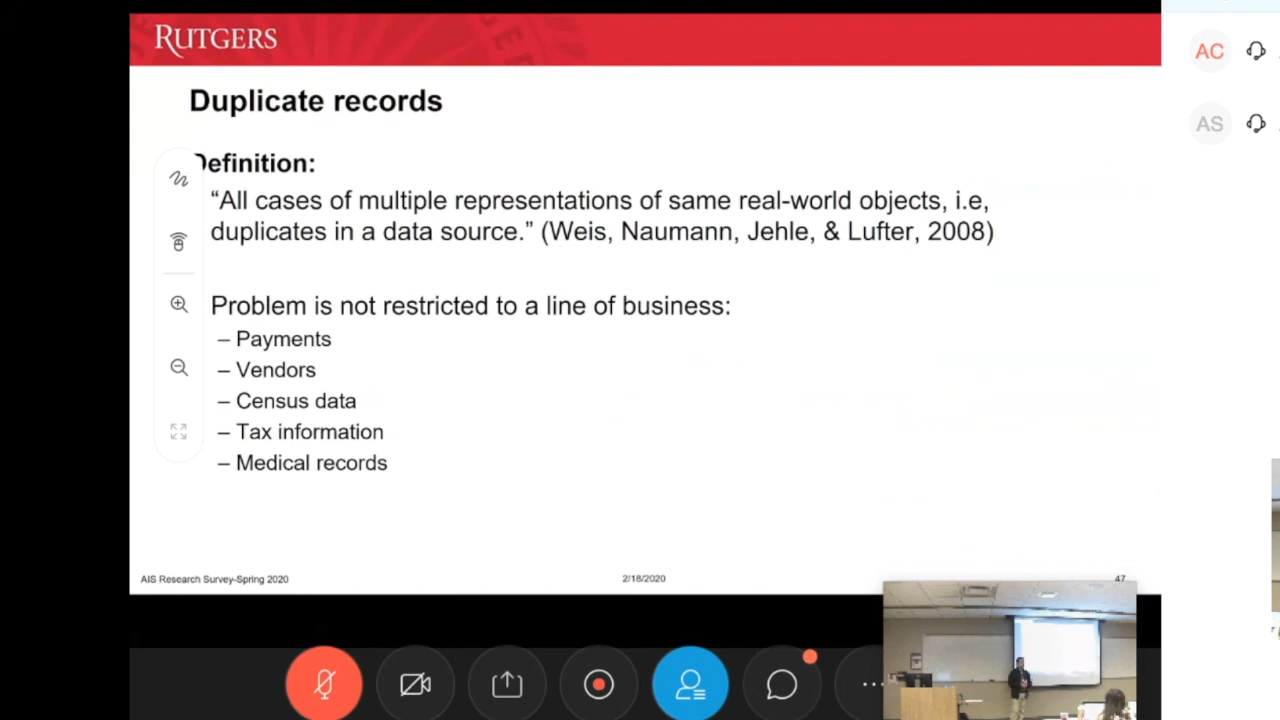 RUTGERS
AC
Duplicate records
AS
Definition:
“All cases of multiple representations of same real-world objects, i.e,
duplicates in a data source.” (Weis, Naumann, Jehle, & Lufter, 2008)
Problem is not restricted to a line of business:
– Payments
– Vendors
– Census data
– Tax information
– Medical records
AIS Research Survey-Spring 2020
2/18/2020
47